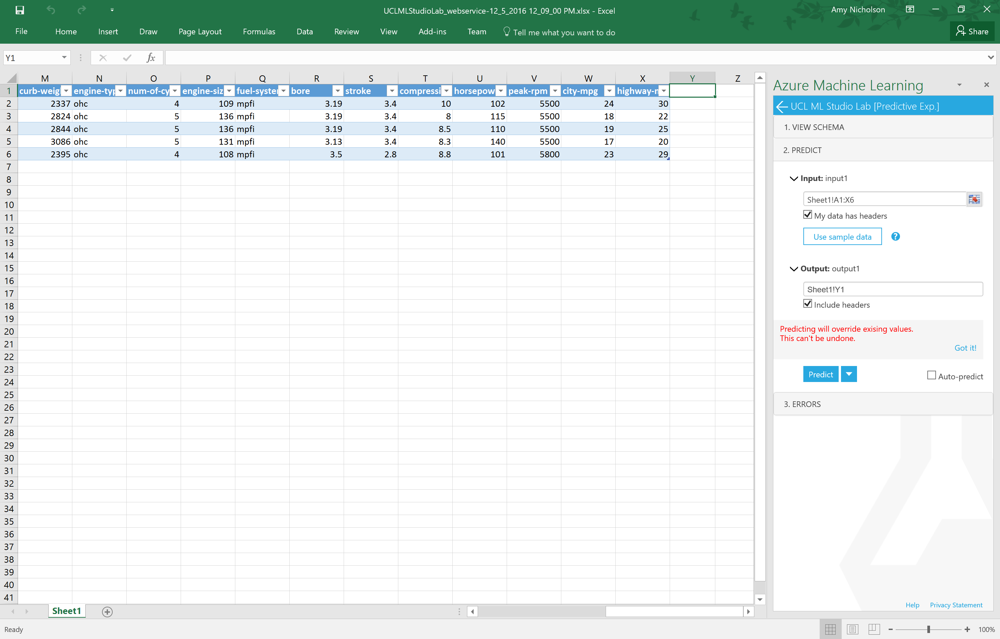 UCLMLStudioLab_webservice-12_5_2016 12_09_00 PM.xlsx - Excel
Amy Nicholson
File Home Insert Draw Page Layout Formulas Data Review View Add-ins Team Tell me what you want to do Share
Y1 fx
M N O P Q R S T U V W X Y Z
1 curb-weigl engine-typ num-of-cy engine-siz fuel-syster bore stroke compressi horsepow peak-rpm city-mpg highway-n
2 2337 ohc 4 109 mpfi 3.19 3.4 10 102 5500 24 30
3 2824 ohc 5 136 mpfi 3.19 3.4 8 115 5500 18 22
4 2844 ohc 5 136 mpfi 3.19 3.4 8.5 110 5500 19 25
5 3086 ohc 5 131 mpfi 3.13 3.4 8.3 140 5500 17 20
6 2395 ohc 4 108 mpfi 3.5 2.8 8.8 101 5800 23 29
7
8
9
10
11
12
13
14
15
16
17
18
19
20
21
22
23
24
25
26
27
28
29
30
31
32
33
34
35
36
37
38
39
40
41
Sheet1
Ready
100%
Azure Machine Learning
UCL ML Studio Lab [Predictive Exp.]
1. VIEW SCHEMA
2. PREDICT
Input: input1
Sheet1!A1:X6
My data has headers
Use sample data ?
Output: output1
Sheet1!Y1
Include headers
Predicting will override exising values.
This can't be undone.
Got it!
Predict Auto-predict
3. ERRORS
Help Privacy Statement